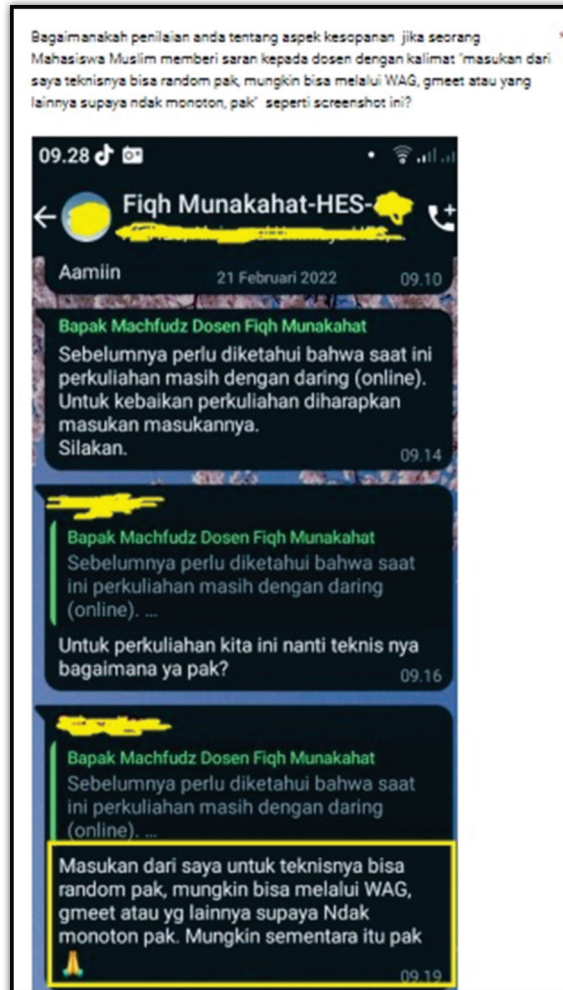 Bagaimanakah penilaian anda tentang aspek kesopanan jika seorang *
Mahasiswa Muslim memberi saran kepada dosen dengan kalimat "masukan dari
saya teknisnya bisa random pak, mungkin bisa melalui WAG, gmeet atau yang
lainnya supaya ndak monoton, pak" seperti screenshot ini?
09.28
Fiqh Munakahat-HES-
Aamiin 21 Februari 2022 09.10
Bapak Machfudz Dosen Fiqh Munakahat
Sebelumnya perlu diketahui bahwa saat ini
perkuliahan masih dengan daring (online).
Untuk kebaikan perkuliahan diharapkan
masukan masukannya.
Silakan. 09.14
Bapak Machfudz Dosen Fiqh Munakahat
Sebelumnya perlu diketahui bahwa saat
ini perkuliahan masih dengan daring
(online). ...
Untuk perkuliahan kita ini nanti teknis nya
bagaimana ya pak? 09.16
Bapak Machfudz Dosen Fiqh Munakahat
Sebelumnya perlu diketahui bahwa saat
ini perkuliahan masih dengan daring
(online). ...
Masukan dari saya untuk teknisnya bisa
random pak, mungkin bisa melalui WAG,
gmeet atau yg lainnya supaya Ndak
monoton pak. Mungkin sementara itu pak
🙏 09.19